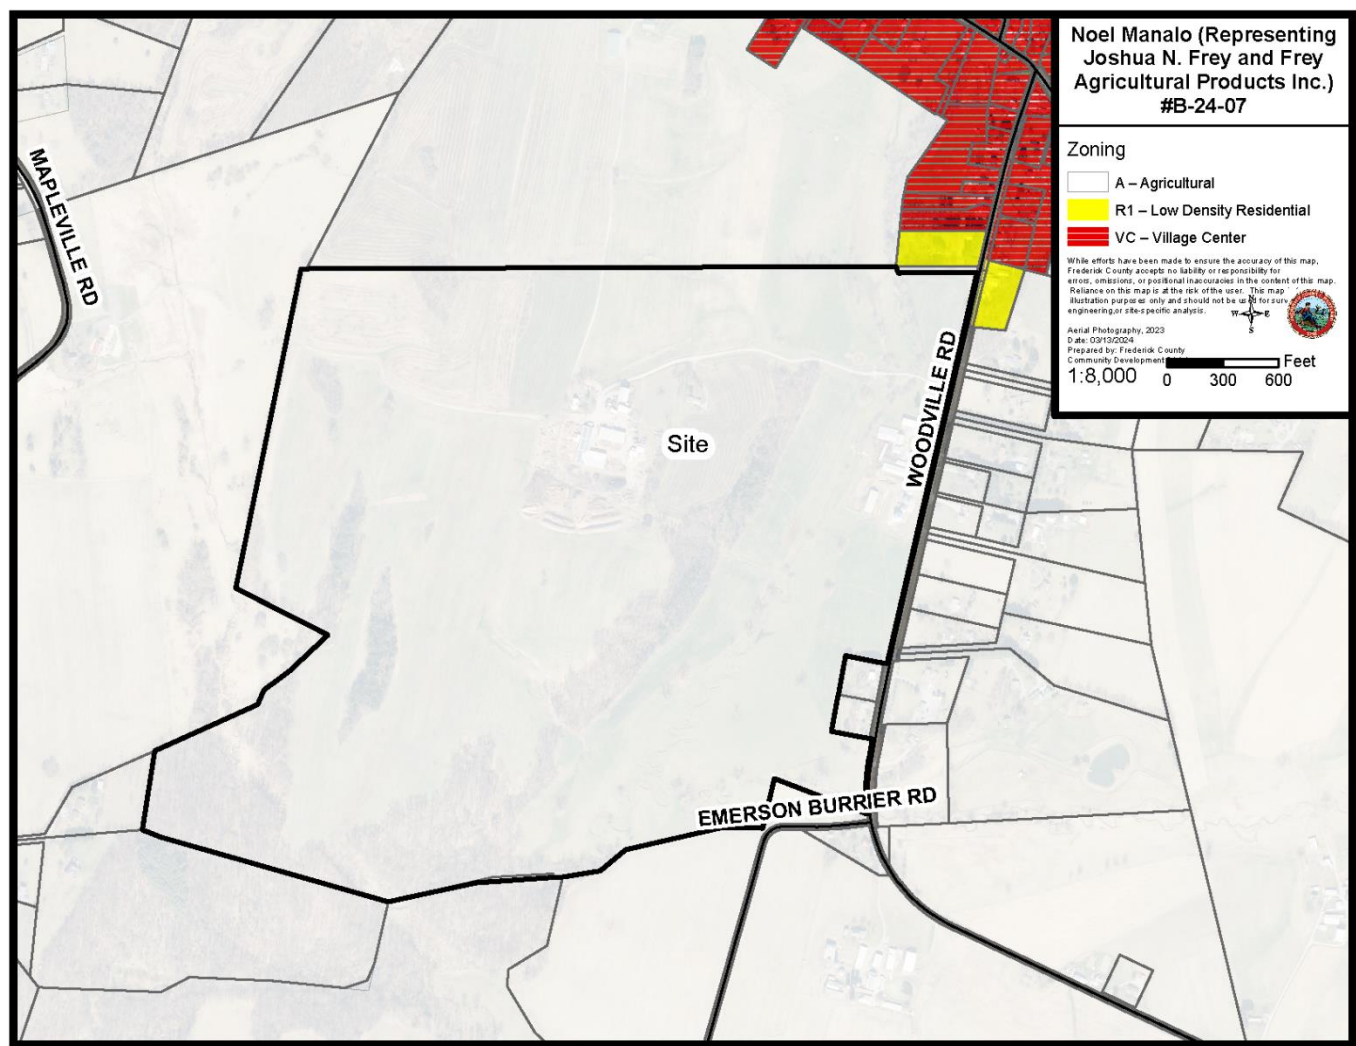 Noel Manalo (Representing
Joshua N. Frey and Frey
Agricultural Products Inc.)
#B-24-07
Zoning
A – Agricultural
R1 – Low Density Residential
VC – Village Center
While efforts have been made to ensure the accuracy of this map,
Frederick County accepts no liability or responsibility for
errors, omissions, or positional inaccuracies in the content of this map.
Reliance on this map is at the risk of the user. This map
illustration purposes only and should not be for
engineering,or site-specific analysis.
N
W E
S
Aerial Photography, 2023
Date: 03/13/2024
Prepared by: Frederick County
Community Development
1:8,000
Feet
0 300 600
MAPLEVILLE RD
WOODVILLE RD
Site
EMERSON BURRIER RD